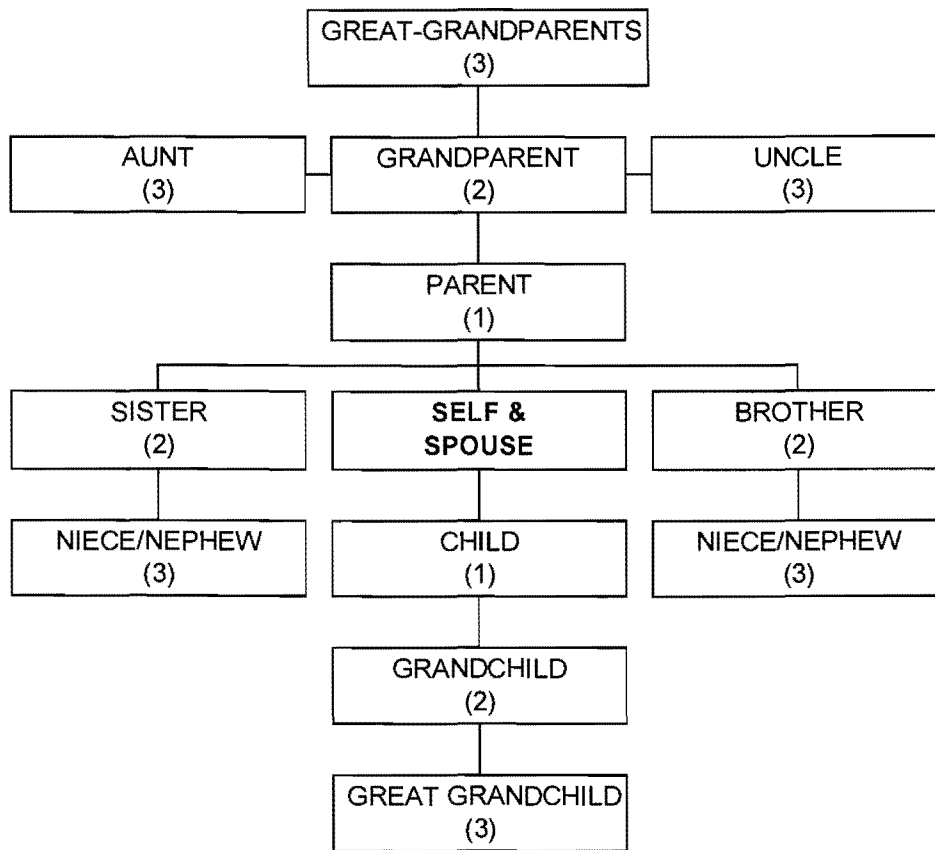 GREAT-GRANDPARENTS
(3)
AUNT
(3)
GRANDPARENT
(2)
UNCLE
(3)
PARENT
(1)
SISTER
(2)
SELF &
SPOUSE
BROTHER
(2)
NIECE/NEPHEW
(3)
CHILD
(1)
NIECE/NEPHEW
(3)
GRANDCHILD
(2)
GREAT GRANDCHILD
(3)